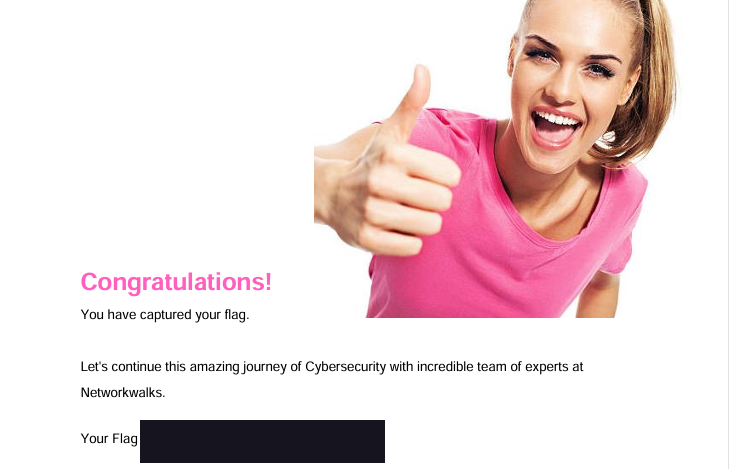 Congratulations!
You have captured your flag.
Let's continue this amazing journey of Cybersecurity with incredible team of experts at
Networkwalks.
Your Flag